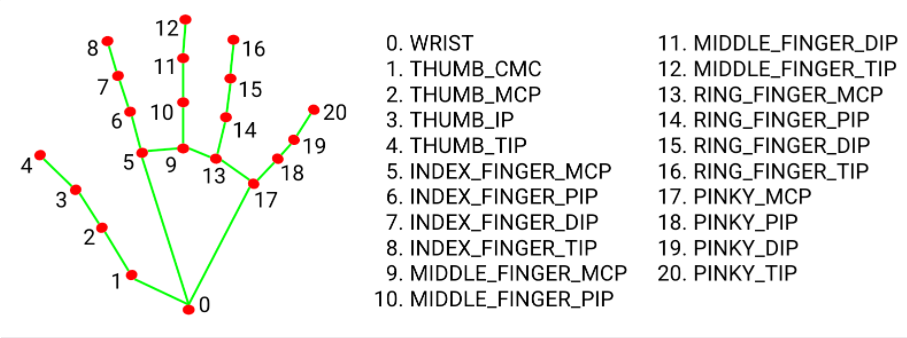 12
8
16
11
7
15
10
6
20
14
19
4
5
9
13
18
3
17
2
1
0
0. WRIST
1. THUMB_CMC
2. THUMB_MCP
3. THUMB_IP
4. THUMB_TIP
5. INDEX_FINGER_MCP
6. INDEX_FINGER_PIP
7. INDEX_FINGER_DIP
8. INDEX_FINGER_TIP
9. MIDDLE_FINGER_MCP
10. MIDDLE_FINGER_PIP
11. MIDDLE_FINGER_DIP
12. MIDDLE_FINGER_TIP
13. RING_FINGER_MCP
14. RING_FINGER_PIP
15. RING_FINGER_DIP
16. RING_FINGER_TIP
17. PINKY_MCP
18. PINKY_PIP
19. PINKY_DIP
20. PINKY_TIP